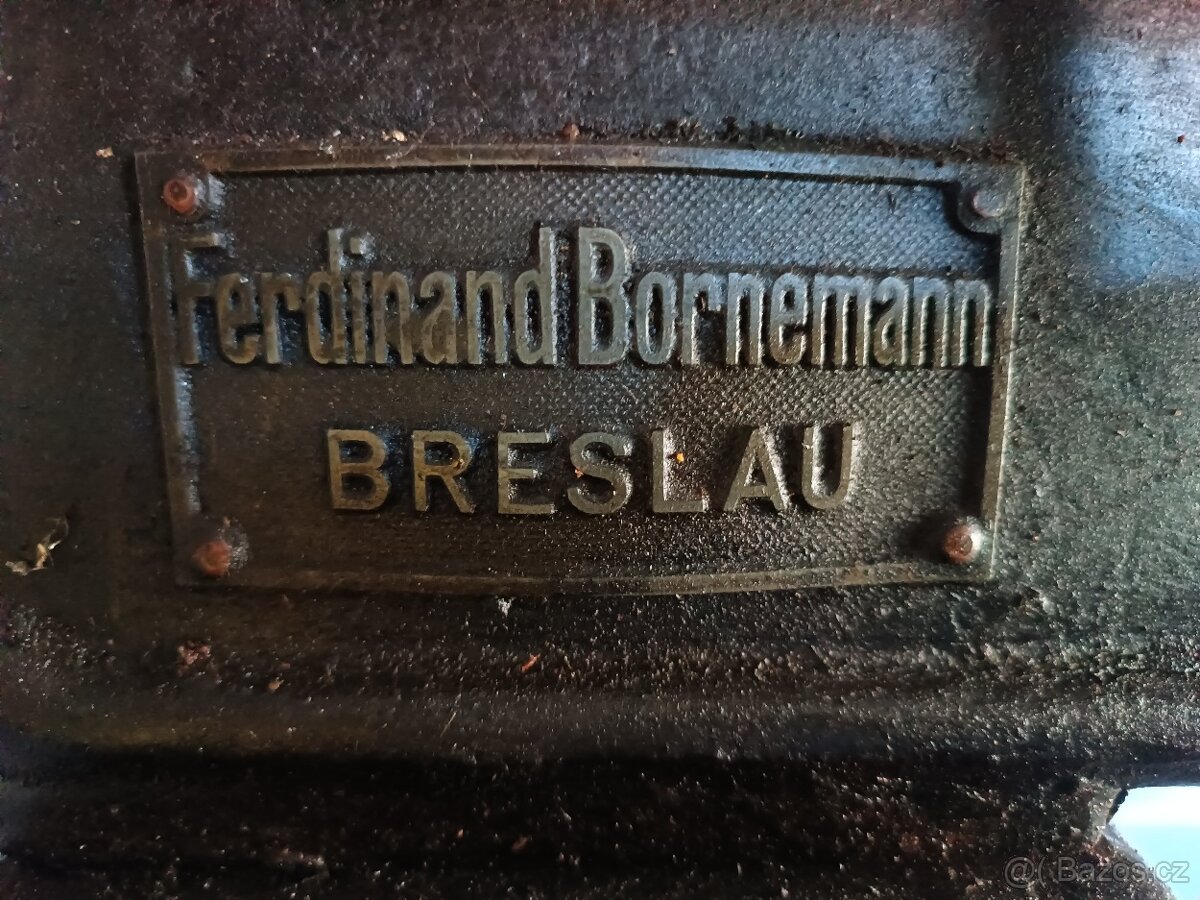 Ferdinand Bornemann
BRESLAU
@( Bazos.cz